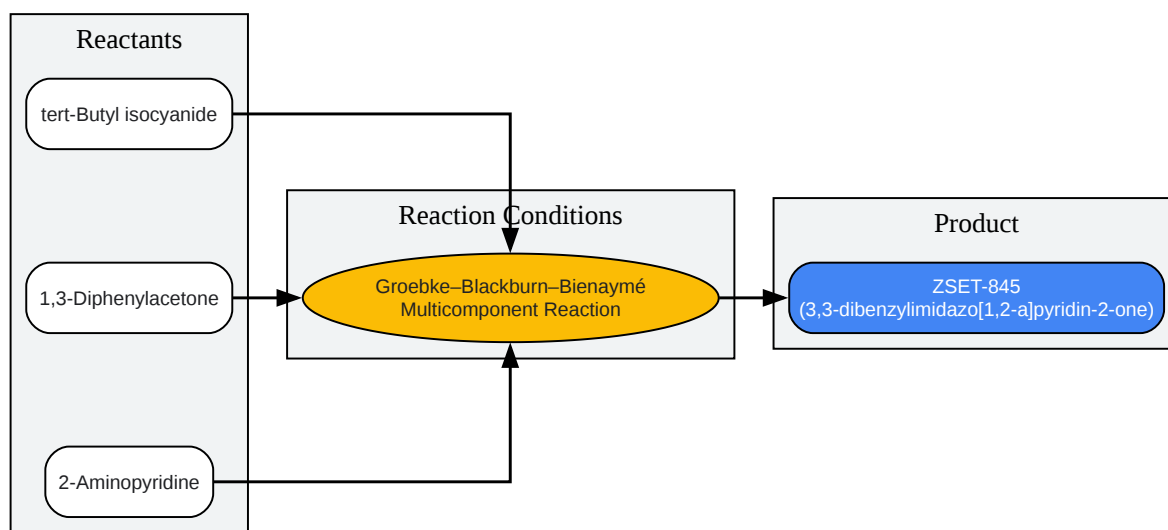 Reactants
tert-Butyl isocyanide
1,3-Diphenylacetone
2-Aminopyridine
Reaction Conditions
Groebke–Blackburn–Bienaymé
Multicomponent Reaction
Product
ZSET-845
(3,3-dibenzylimidazo[1,2-a]pyridin-2-one)